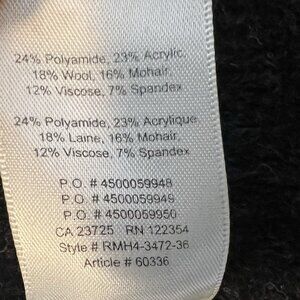 24% Polyamide, 23% Acrylic,
18% Wool, 16% Mohair,
12% Viscose, 7% Spandex
24% Polyamide, 23% Acrylique,
18% Laine, 16% Mohair,
12% Viscose, 7% Spandex
P.O. # 4500059948
P.O. # 4500059949
P.O. # 4500059950
CA 23725 RN 122354
Style # RMH4-3472-36
Article # 60336